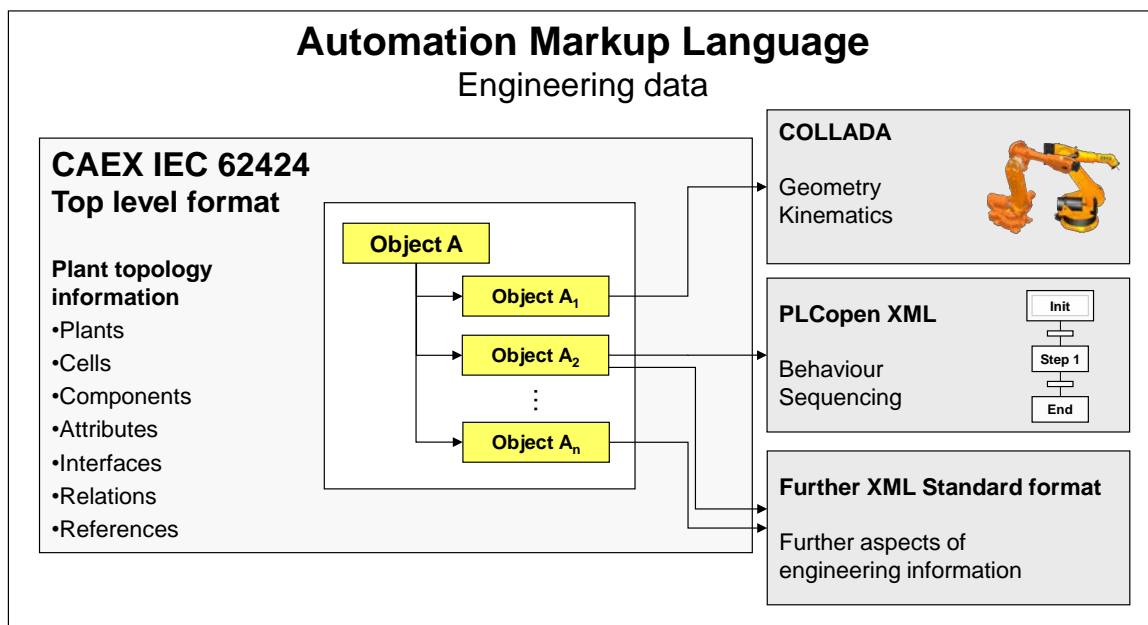 Automation Markup Language
Engineering data
CAEX IEC 62424
Top level format
Plant topology
information
•Plants
•Cells
•Components
•Attributes
•Interfaces
•Relations
•References
Object A
Object A₁
Object A₂
⋮
Object Aₙ
COLLADA
Geometry
Kinematics
PLCopen XML
Behaviour
Sequencing
Init
Step 1
End
Further XML Standard format
Further aspects of
engineering information